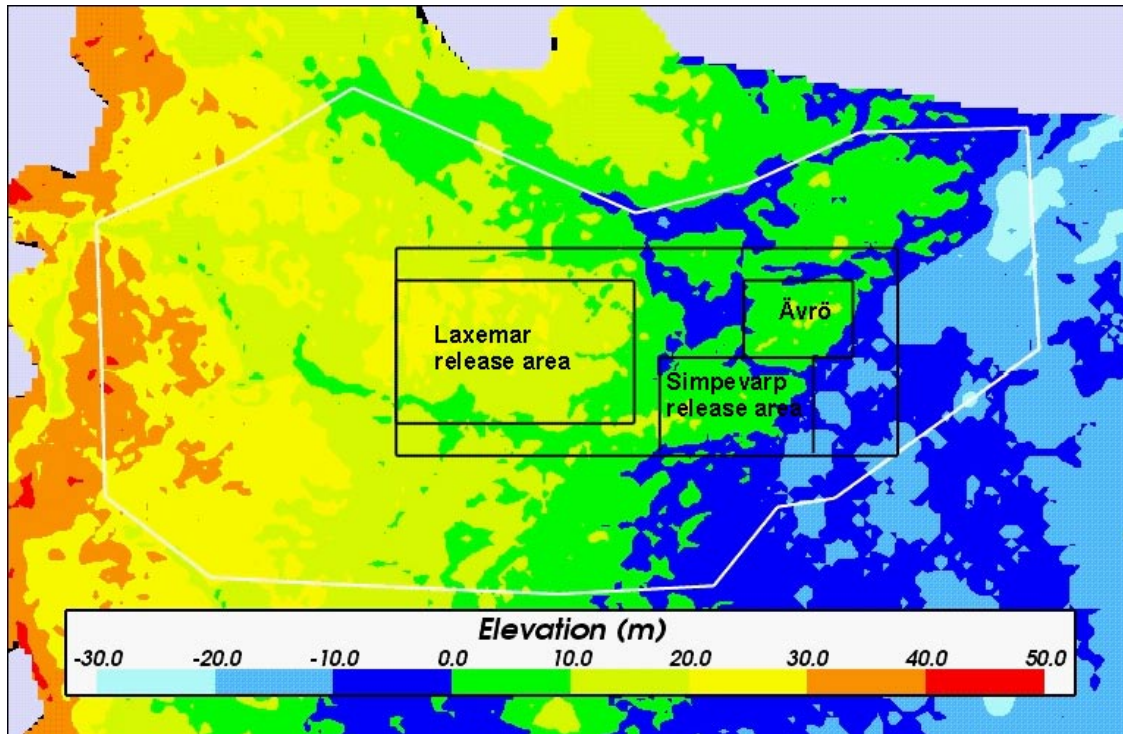 Ävrö
Laxemar
release area
Simpevarp
release area
Elevation (m)
-30.0 -20.0 -10.0 0.0 10.0 20.0 30.0 40.0 50.0